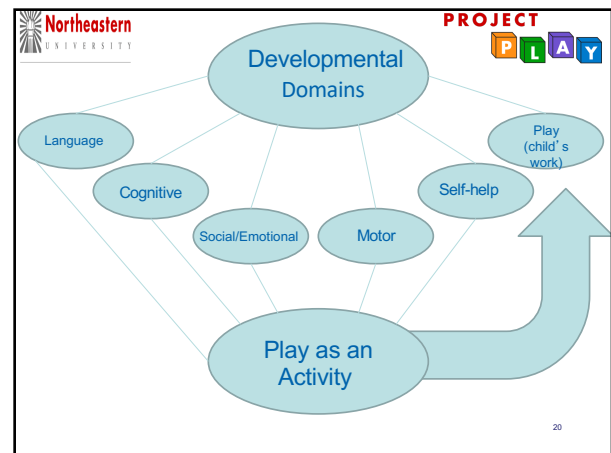 Northeastern
UNIVERSITY
PROJECT
PLAY
Developmental
Domains
Language
Cognitive
Social/Emotional
Motor
Self-help
Play
(child's
work)
Play as an
Activity
20